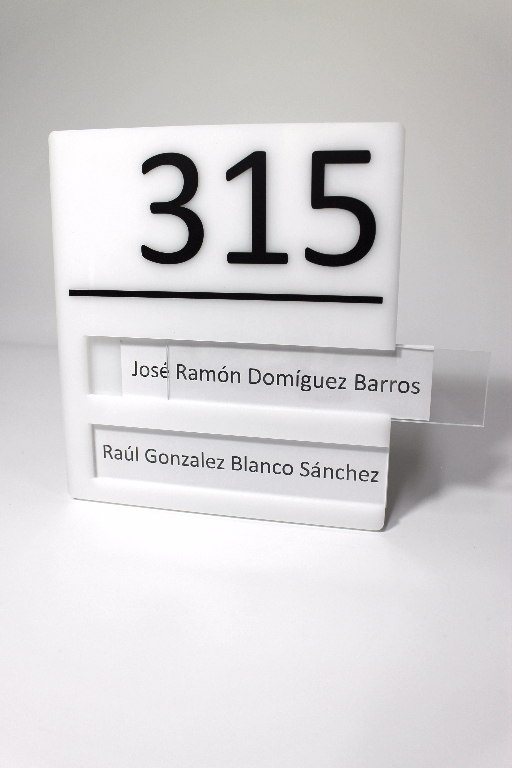 315
José Ramón Domíguez Barros
Raúl Gonzalez Blanco Sánchez